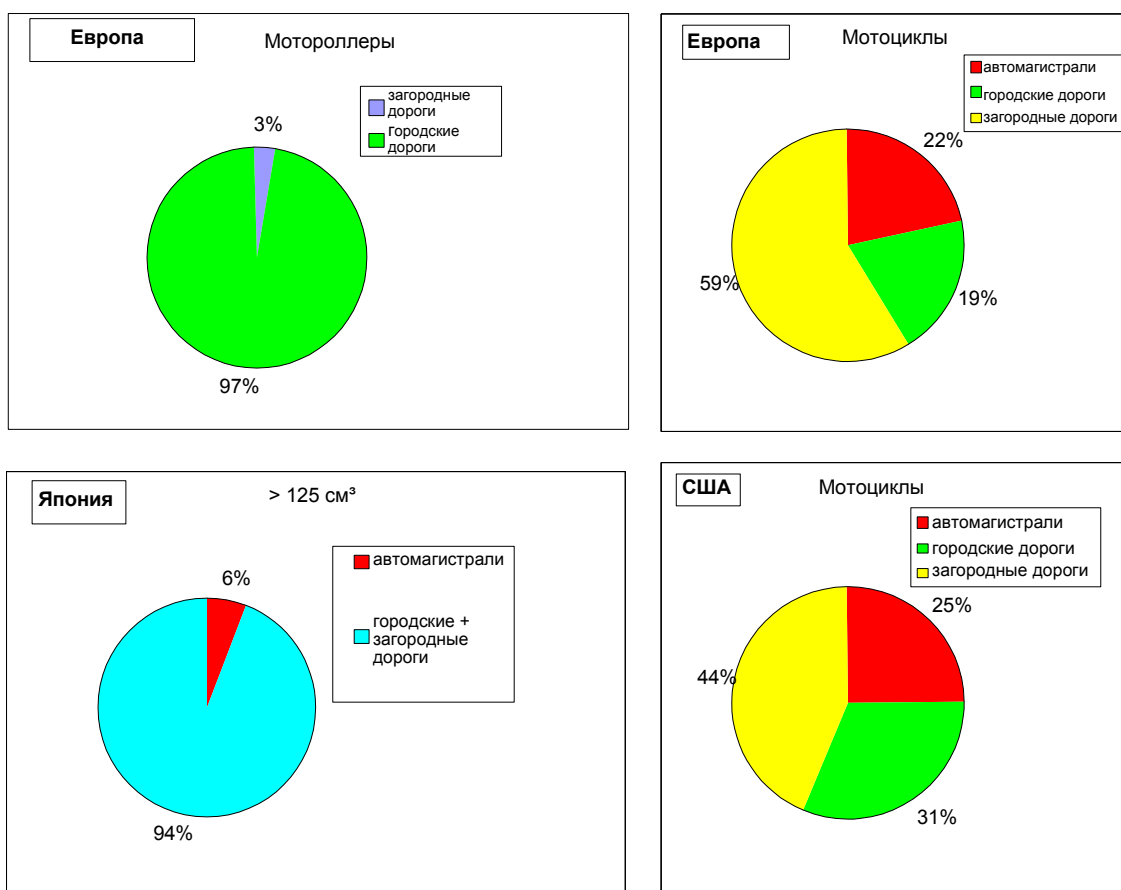 Европа
Мотороллеры
загородные
дороги
городские
дороги
3%
97%
Европа
Мотоциклы
автомагистрали
городские дороги
загородные дороги
22%
59%
19%
Япония
> 125 см³
автомагистрали
городские +
загородные
дороги
6%
94%
США
Мотоциклы
автомагистрали
городские дороги
загородные дороги
25%
44%
31%